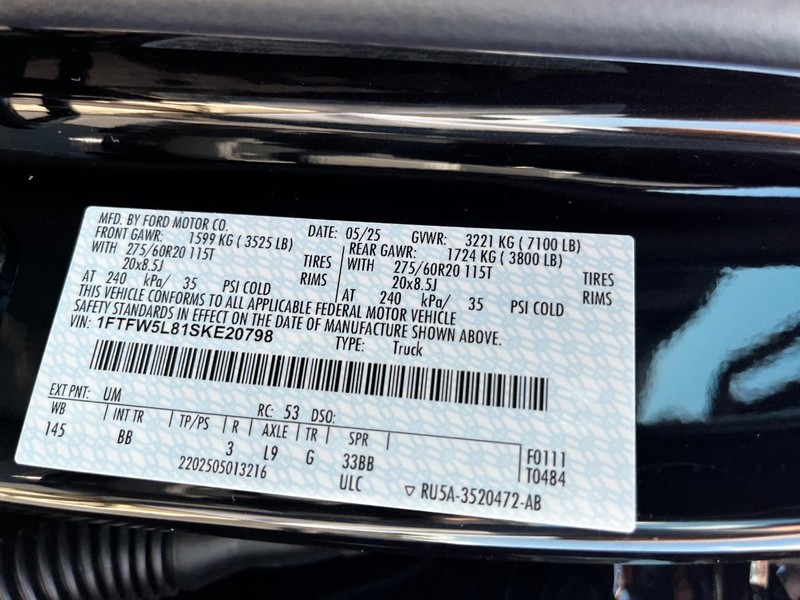 MFD. BY FORD MOTOR CO. DATE: 05/25 GVWR: 3221 KG ( 7100 LB)
FRONT GAWR: 1599 KG ( 3525 LB) REAR GAWR: 1724 KG ( 3800 LB)
WITH 275/60R20 115T TIRES WITH 275/60R20 115T TIRES
20x8.5J RIMS 20x8.5J RIMS
AT 240 kPa/ 35 PSI COLD AT 240 kPa/ 35 PSI COLD
THIS VEHICLE CONFORMS TO ALL APPLICABLE FEDERAL MOTOR VEHICLE
SAFETY STANDARDS IN EFFECT ON THE DATE OF MANUFACTURE SHOWN ABOVE.
VIN: 1FTFW5L81SKE20798
TYPE: Truck
EXT PNT: UM RC: 53 DSO:
WB INT TR TP/PS R AXLE TR SPR
145 BB 3 L9 G 33BB F0111
2202505013216 ULC T0484
▽ RU5A-3520472-AB